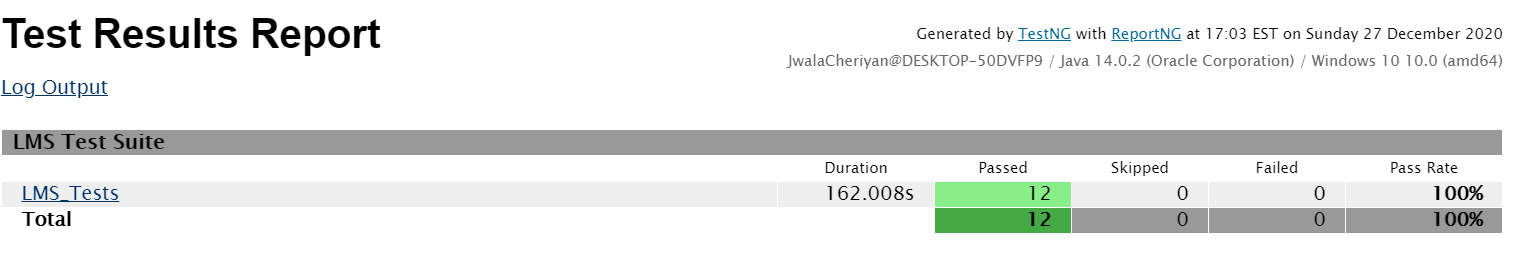 Test Results Report
Generated by TestNG with ReportNG at 17:03 EST on Sunday 27 December 2020
JwalaCheriyan@DESKTOP-50DVFP9 / Java 14.0.2 (Oracle Corporation) / Windows 10 10.0 (amd64)
Log Output
LMS Test Suite
Duration Passed Skipped Failed Pass Rate
LMS_Tests 162.008s 12 0 0 100%
Total 12 0 0 100%